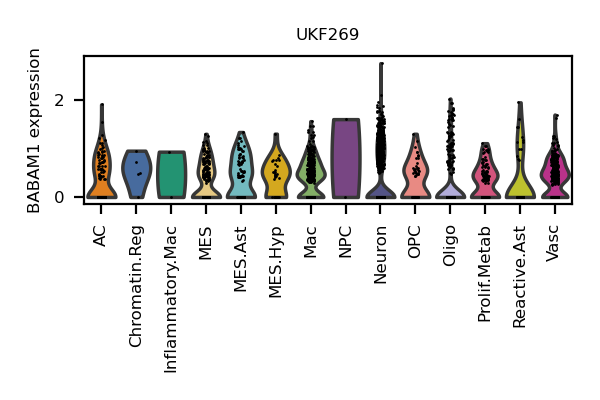 UKF269
BABAM1 expression
2
0
AC
Chromatin.Reg
Inflammatory.Mac
MES
MES.Ast
MES.Hyp
Mac
NPC
Neuron
OPC
Oligo
Prolif.Metab
Reactive.Ast
Vasc